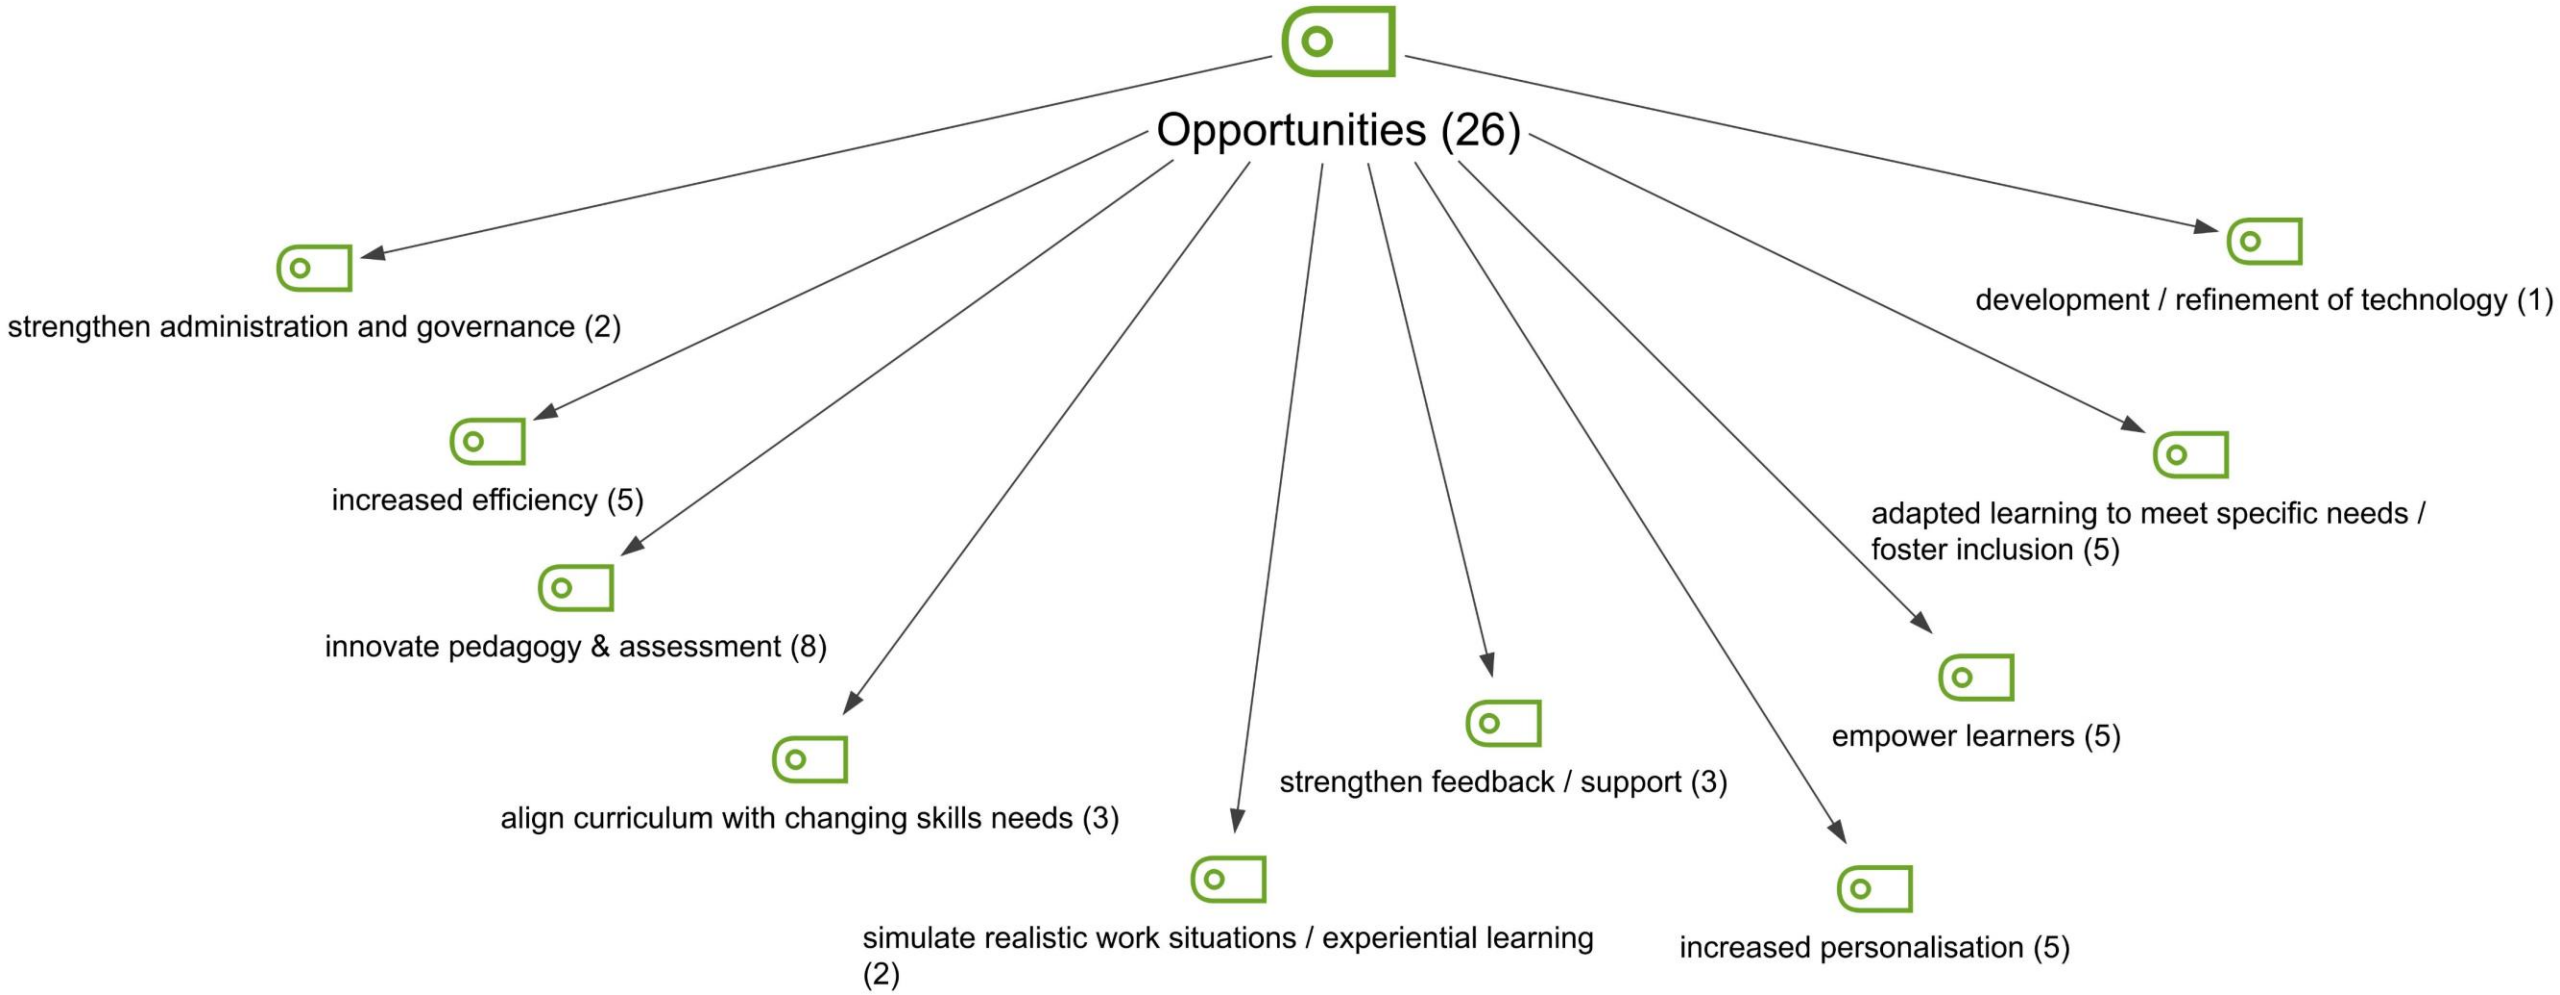 Opportunities (26)
development / refinement of technology (1)
strengthen administration and governance (2)
increased efficiency (5)
adapted learning to meet specific needs /
foster inclusion (5)
innovate pedagogy & assessment (8)
empower learners (5)
strengthen feedback / support (3)
align curriculum with changing skills needs (3)
simulate realistic work situations / experiential learning
(2)
increased personalisation (5)